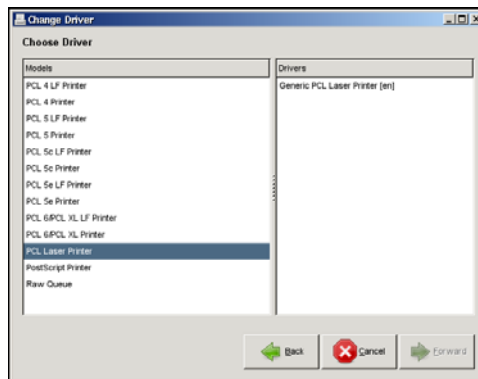 Change Driver
Choose Driver
Models
Drivers
PCL 4 LF Printer
Generic PCL Laser Printer [en]
PCL 4 Printer
PCL 5 LF Printer
PCL 5 Printer
PCL 5c LF Printer
PCL 5c Printer
PCL 5e LF Printer
PCL 5e Printer
PCL 6/PCL XL LF Printer
PCL 6/PCL XL Printer
PCL Laser Printer
PostScript Printer
Raw Queue
Back
Cancel
Forward